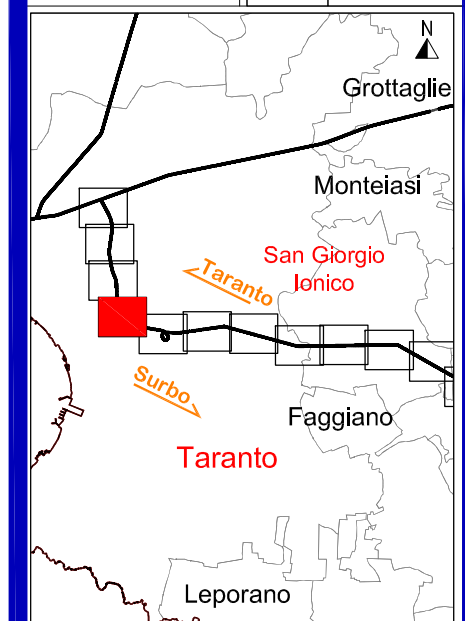 N
Grottaglie
Monteiasi
San Giorgio
Ionico
Taranto
Surbo
Faggiano
Taranto
Leporano